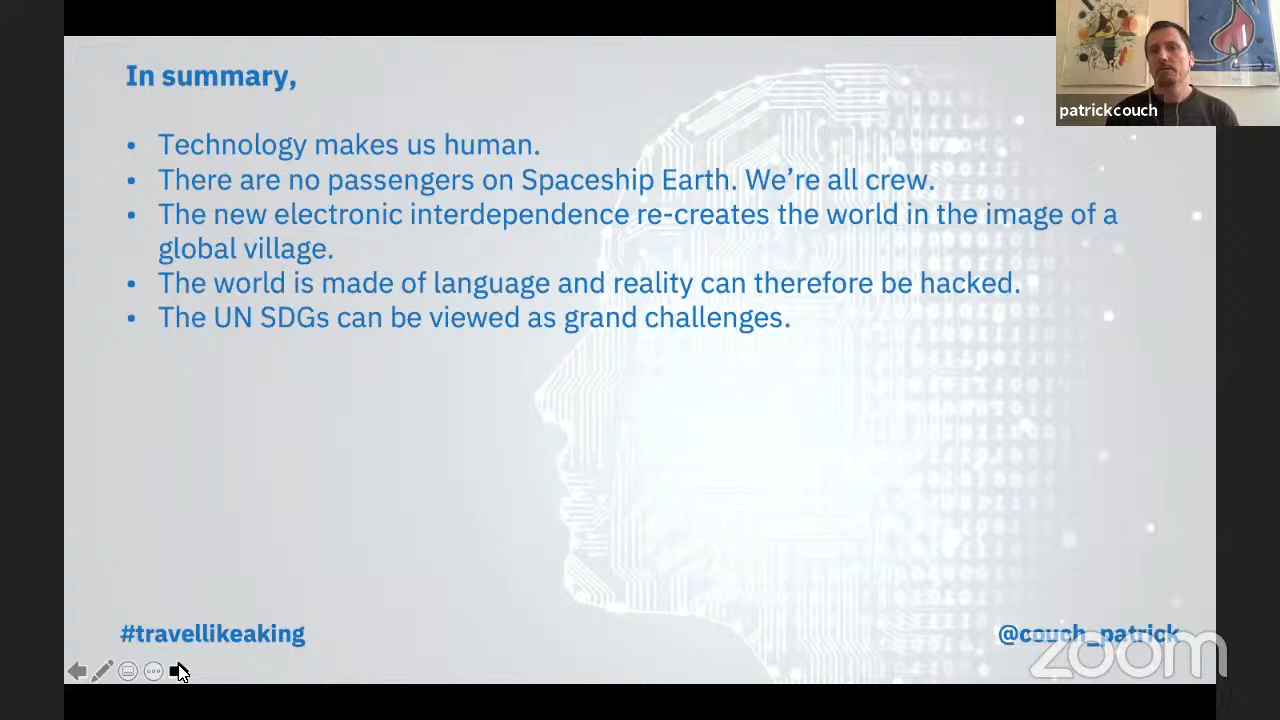 patrickcouch
In summary,
• Technology makes us human.
• There are no passengers on Spaceship Earth. We're all crew.
• The new electronic interdependence re-creates the world in the image of a
global village.
• The world is made of language and reality can therefore be hacked.
• The UN SDGs can be viewed as grand challenges.
#travellikeaking
@couch_patrick
zoom